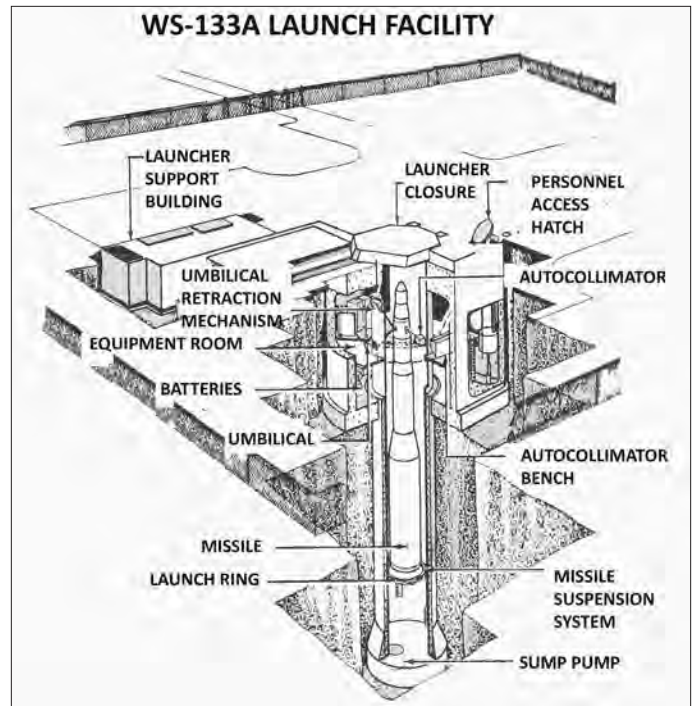 WS-133A LAUNCH FACILITY
LAUNCHER
SUPPORT
BUILDING
LAUNCHER
CLOSURE
PERSONNEL
ACCESS
HATCH
UMBILICAL
RETRACTION
MECHANISM
AUTOCOLLIMATOR
EQUIPMENT ROOM
BATTERIES
UMBILICAL
AUTOCOLLIMATOR
BENCH
MISSILE
LAUNCH RING
MISSILE
SUSPENSION
SYSTEM
SUMP PUMP